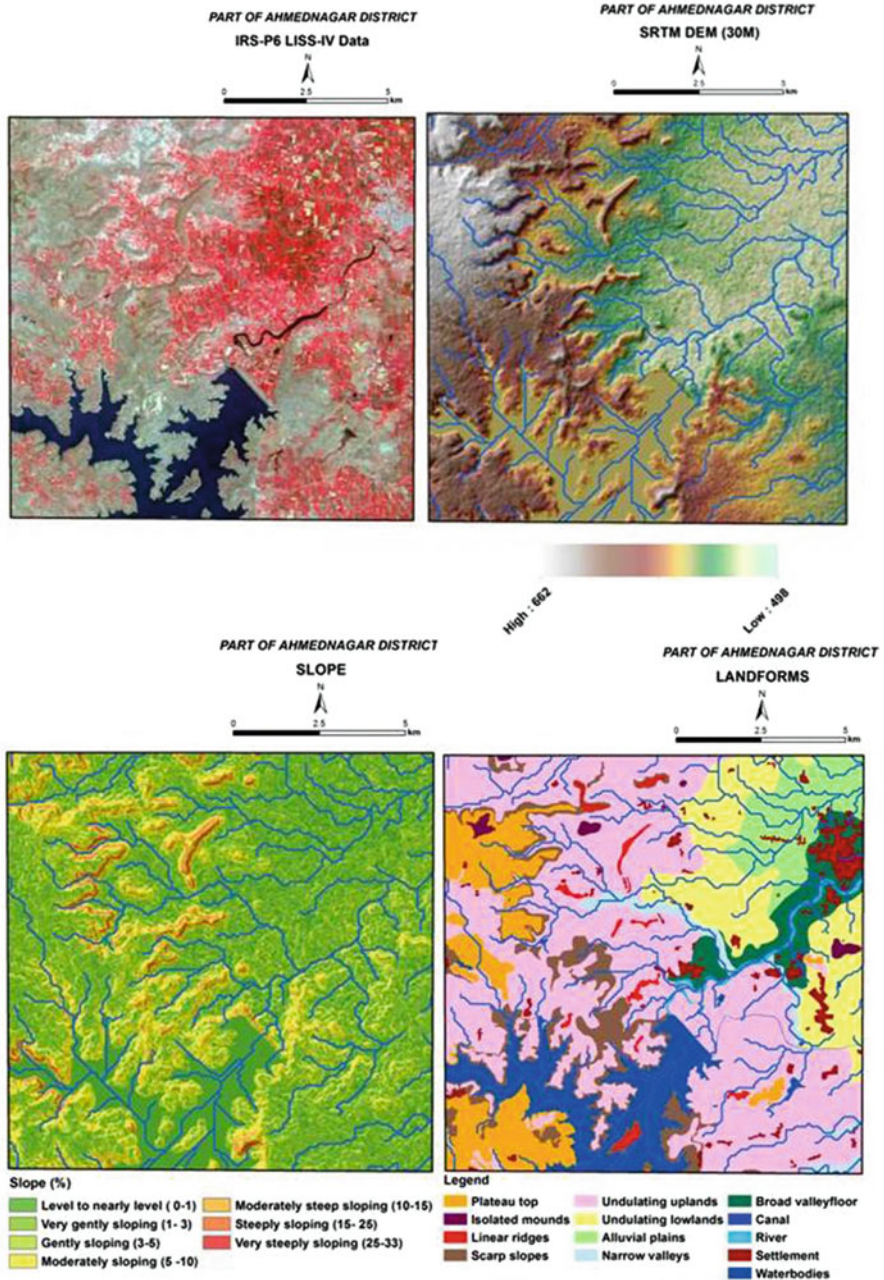 PART OF AHMEDNAGAR DISTRICT
IRS-P6 LISS-IV Data
N
0 2.5 5
km
PART OF AHMEDNAGAR DISTRICT
SRTM DEM (30M)
N
0 2.5 5
km
High : 662
Low : 498
PART OF AHMEDNAGAR DISTRICT
SLOPE
N
0 2.5 5
km
PART OF AHMEDNAGAR DISTRICT
LANDFORMS
N
0 2.5 5
km
Slope (%)
Level to nearly level ( 0-1)
Very gently sloping (1- 3)
Gently sloping (3-5)
Moderately sloping (5 -10)
Moderately steep sloping (10-15)
Steeply sloping (15- 25)
Very steeply sloping (25-33)
Legend
Plateau top
Isolated mounds
Linear ridges
Scarp slopes
Undulating uplands
Undulating lowlands
Alluvial plains
Narrow valleys
Broad valleyfloor
Canal
River
Settlement
Waterbodies